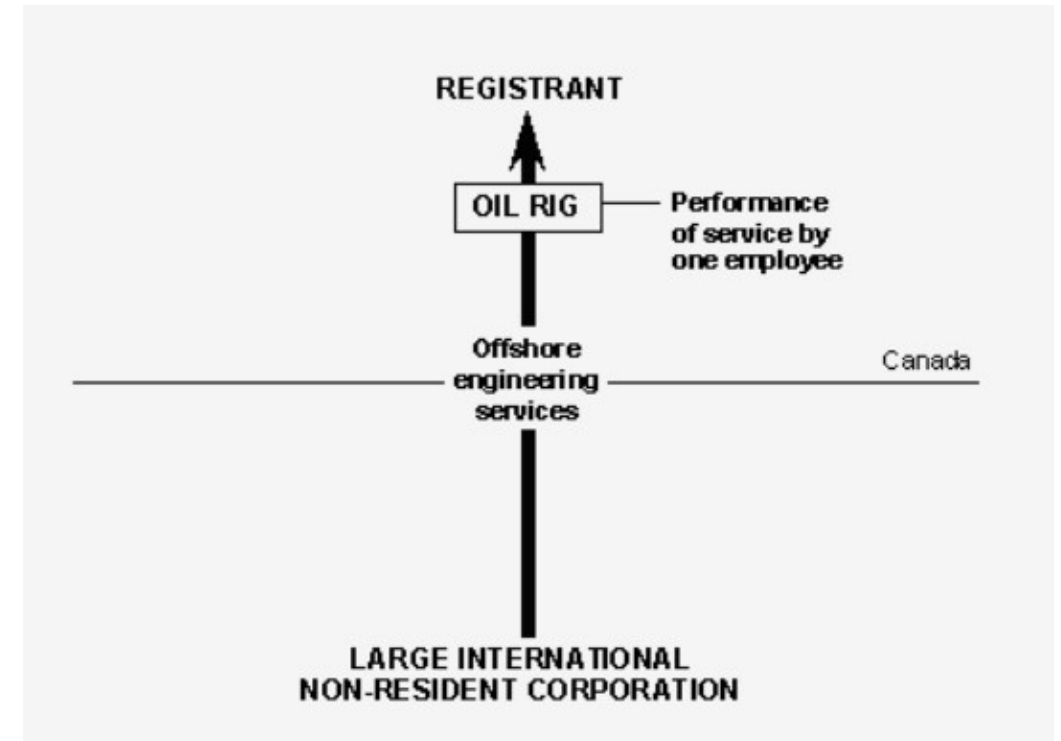 REGISTRANT
OIL RIG
Performance
of service by
one employee
Offshore
engineering
services
Canada
LARGE INTERNATIONAL
NON-RESIDENT CORPORATION